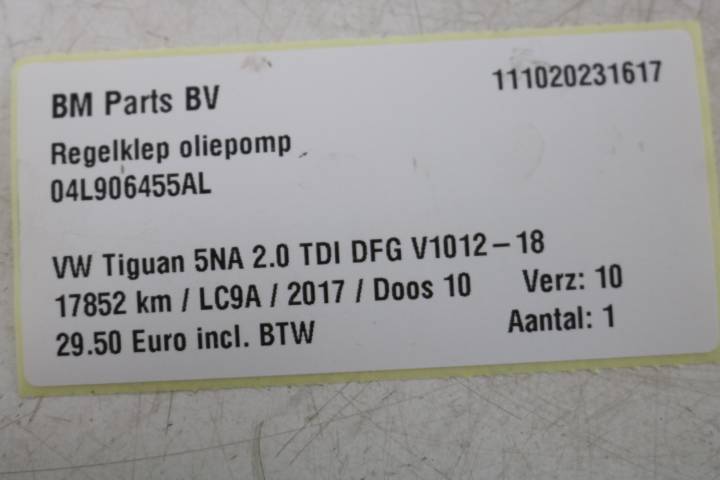 BM Parts BV 111020231617
Regelklep oliepomp
04L906455AL
VW Tiguan 5NA 2.0 TDI DFG V1012-18
17852 km / LC9A / 2017 / Doos 10 Verz: 10
29.50 Euro incl. BTW Aantal: 1